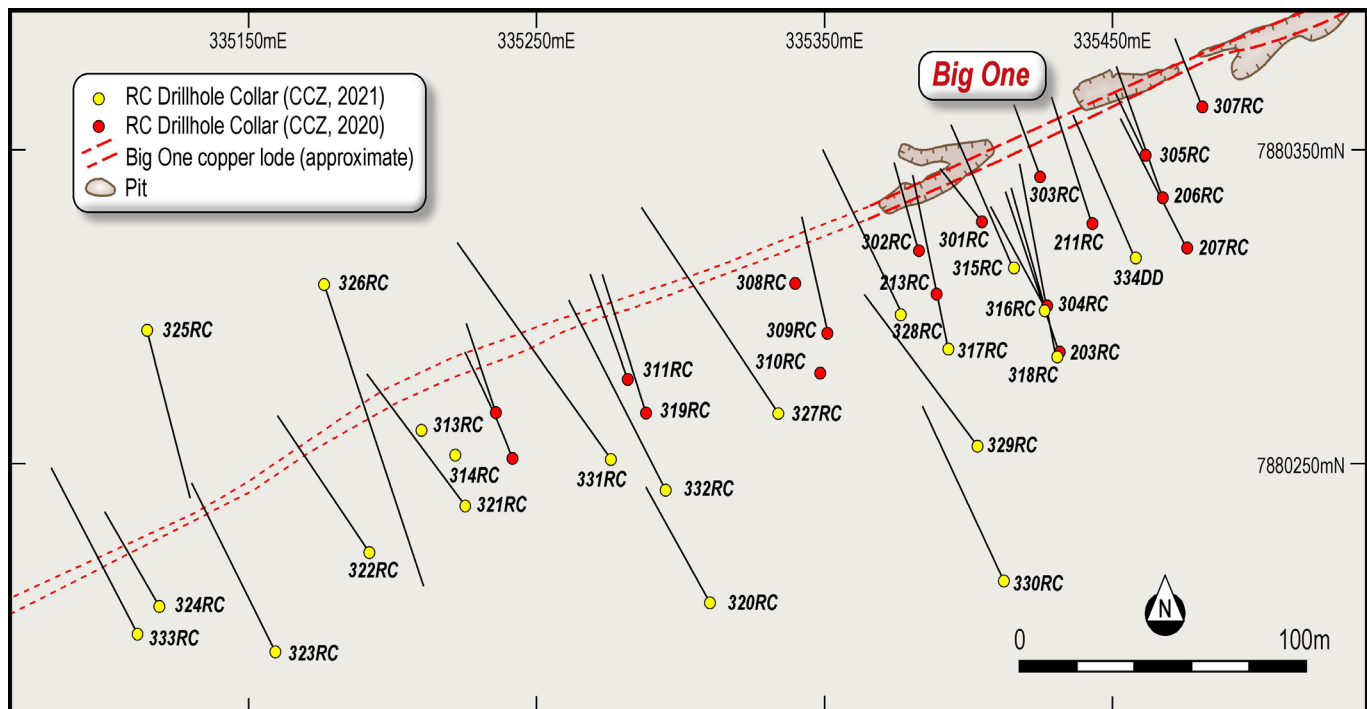 335150mE
335250mE
335350mE
335450mE
RC Drillhole Collar (CCZ, 2021)
RC Drillhole Collar (CCZ, 2020)
Big One copper lode (approximate)
Pit
Big One
307RC
7880350mN
305RC
303RC
206RC
302RC
301RC
211RC
207RC
315RC
334DD
326RC
308RC
213RC
316RC
304RC
325RC
309RC
328RC
310RC
317RC
203RC
311RC
318RC
319RC
327RC
313RC
329RC
314RC
331RC
332RC
7880250mN
321RC
322RC
330RC
324RC
320RC
N
333RC
323RC
0
100m